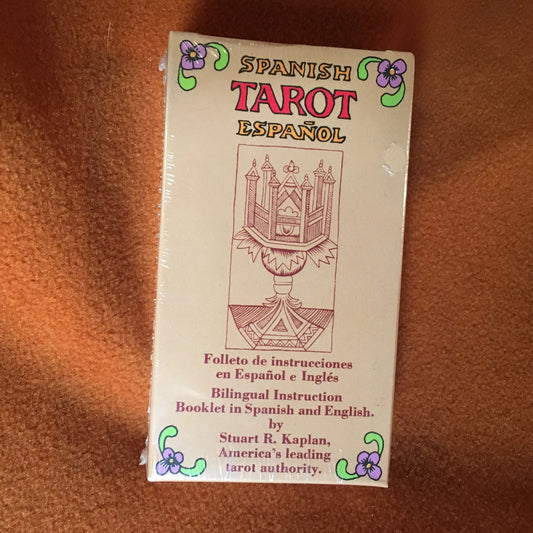 SPANISH
TAROT
ESPAÑOL
Folleto de instrucciones
en Español e Inglés
Bilingual Instruction
Booklet in Spanish and English.
by
Stuart R. Kaplan,
America's leading
tarot authority.